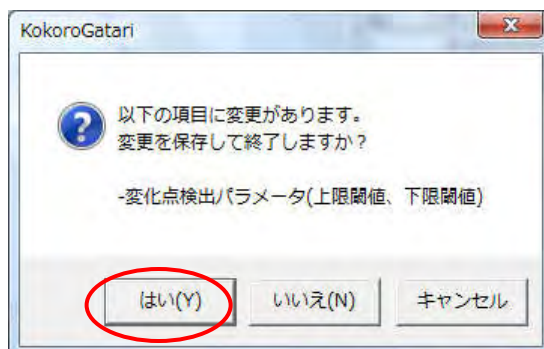 KokoroGatari
以下の項目に変更があります。
変更を保存して終了しますか？
-変化点検出パラメータ(上限閾値、下限閾値)
はい(Y) いいえ(N) キャンセル